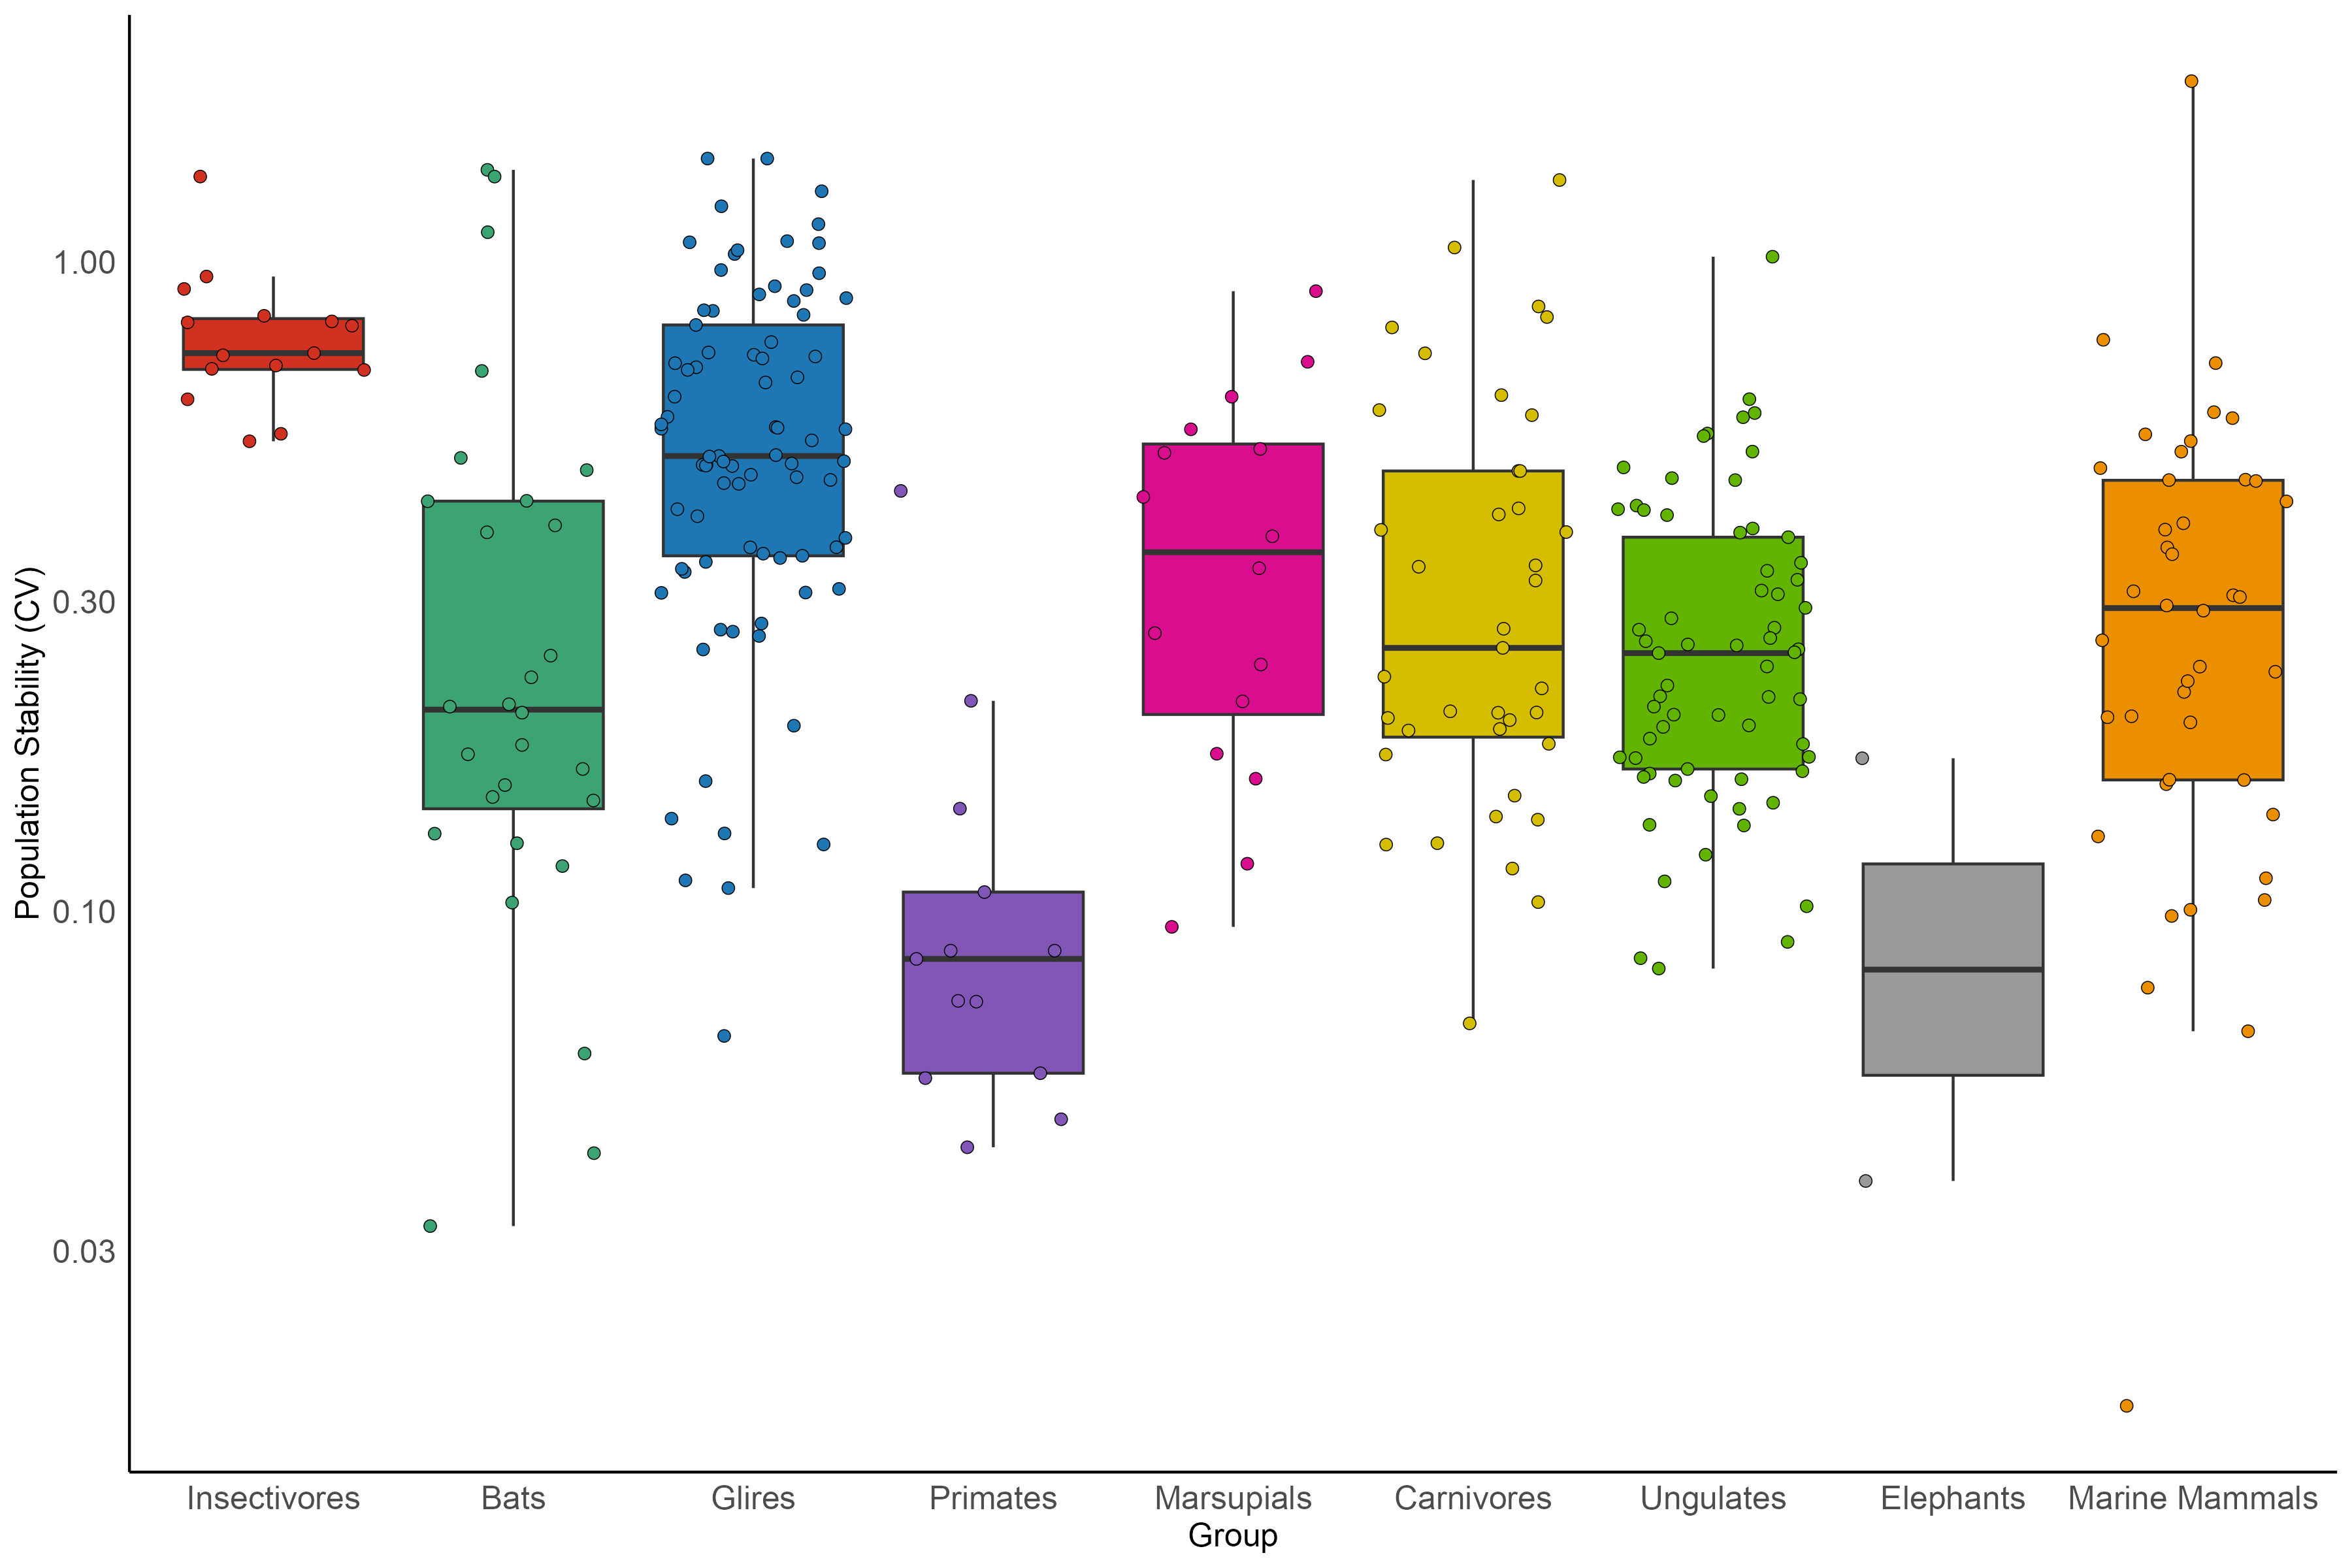 Population Stability (CV)
1.00
0.30
0.10
0.03
Insectivores Bats Glires Primates Marsupials Carnivores Ungulates Elephants Marine Mammals
Group